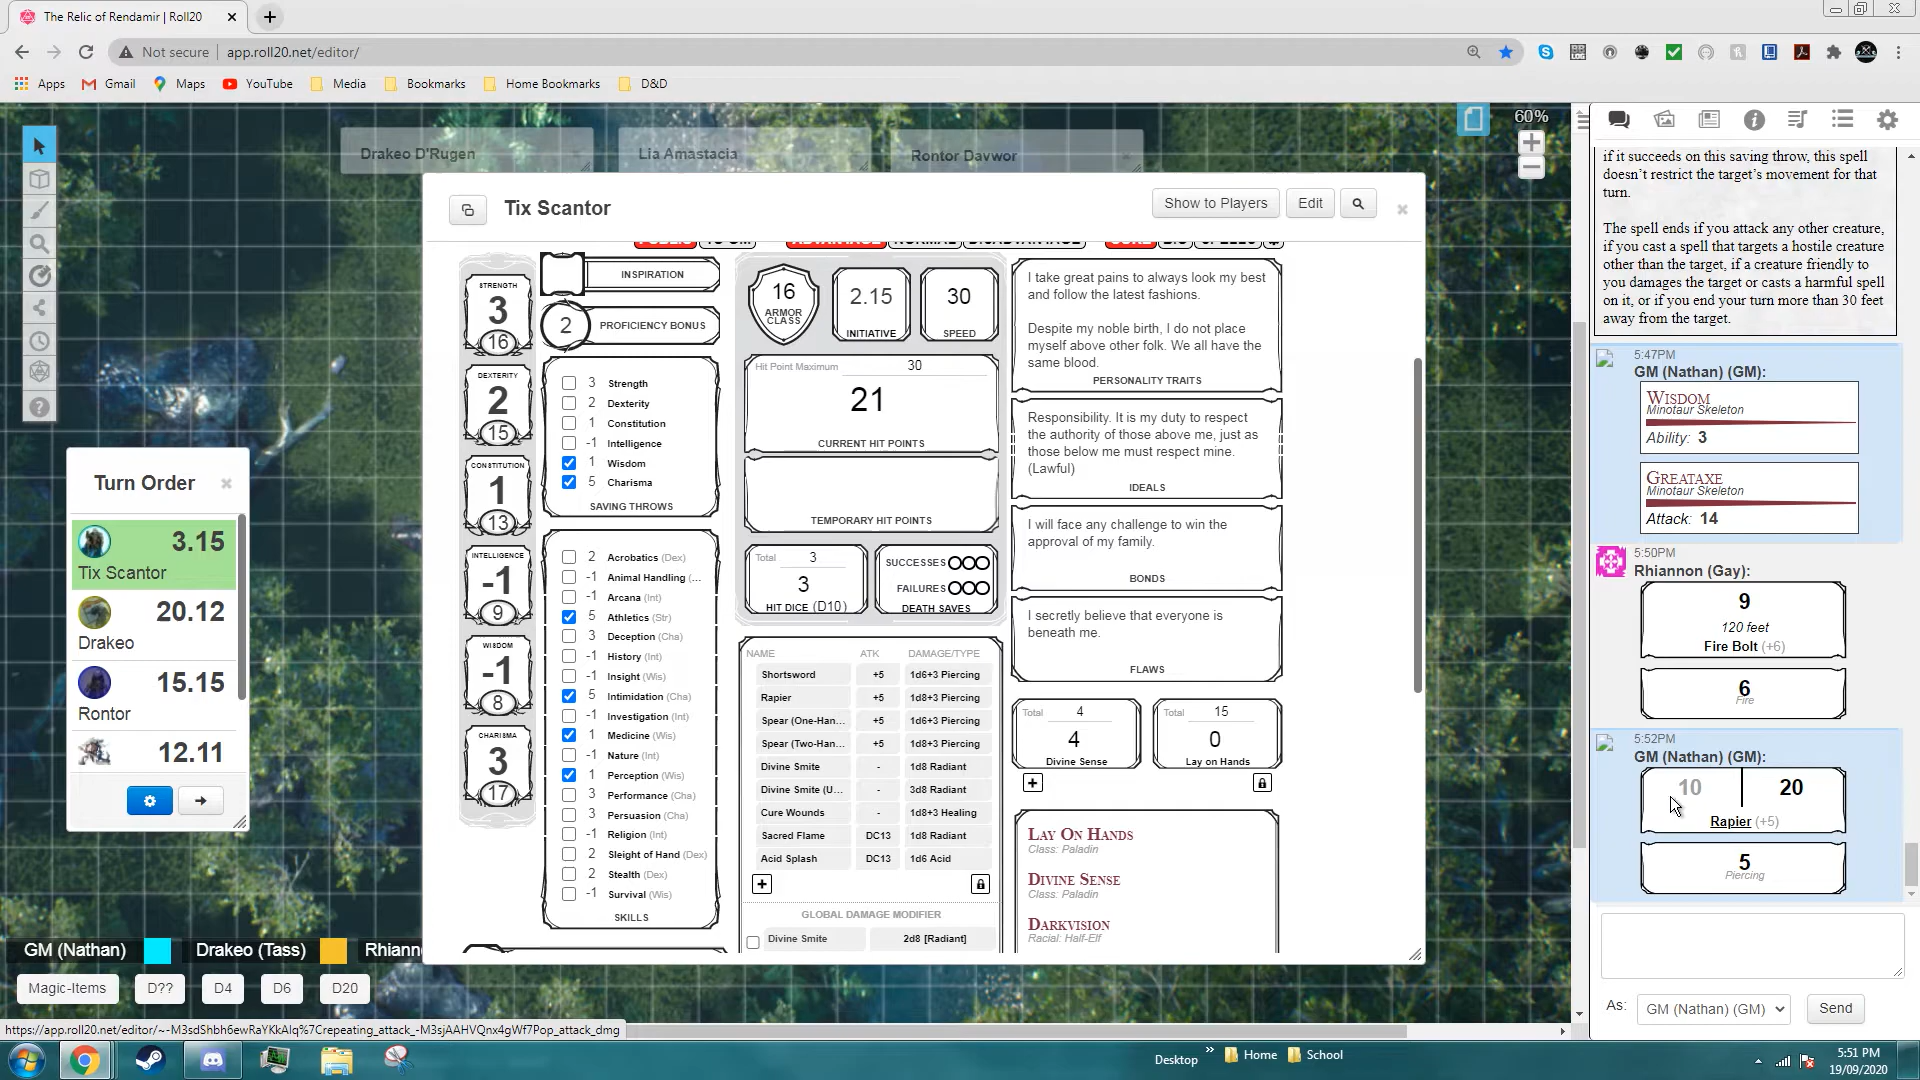 The Relic of Rendamir | Roll20
Not secure
app.roll20.net/editor/
Apps
Gmail
Maps
YouTube
Media
Bookmarks
Home Bookmarks
D&D
Drakeo D'Rugen
Lia Amastacia
Rontor Davwor
60%
Tix Scantor
Show to Players
Edit
STRENGTH
3
16
DEXTERITY
2
15
CONSTITUTION
1
13
INTELLIGENCE
-1
9
WISDOM
-1
8
CHARISMA
3
17
INSPIRATION
2
PROFICIENCY BONUS
3 Strength
2 Dexterity
1 Constitution
-1 Intelligence
1 Wisdom
5 Charisma
SAVING THROWS
2 Acrobatics (Dex)
-1 Animal Handling (...
-1 Arcana (Int)
5 Athletics (Str)
3 Deception (Cha)
-1 History (Int)
-1 Insight (Wis)
5 Intimidation (Cha)
-1 Investigation (Int)
1 Medicine (Wis)
-1 Nature (Int)
1 Perception (Wis)
3 Performance (Cha)
3 Persuasion (Cha)
-1 Religion (Int)
2 Sleight of Hand (Dex)
2 Stealth (Dex)
-1 Survival (Wis)
SKILLS
16
ARMOR
CLASS
2.15
INITIATIVE
30
SPEED
Hit Point Maximum 30
21
CURRENT HIT POINTS
TEMPORARY HIT POINTS
Total 3
3
HIT DICE (D10)
SUCCESSES
FAILURES
DEATH SAVES
NAME ATK DAMAGE/TYPE
Shortsword +5 1d6+3 Piercing
Rapier +5 1d8+3 Piercing
Spear (One-Han... +5 1d6+3 Piercing
Spear (Two-Han... +5 1d8+3 Piercing
Divine Smite - 1d8 Radiant
Divine Smite (U... - 3d8 Radiant
Cure Wounds - 1d8+3 Healing
Sacred Flame DC13 1d8 Radiant
Acid Splash DC13 1d6 Acid
GLOBAL DAMAGE MODIFIER
Divine Smite 2d8 [Radiant]
I take great pains to always look my best
and follow the latest fashions.
Despite my noble birth, I do not place
myself above other folk. We all have the
same blood.
PERSONALITY TRAITS
Responsibility. It is my duty to respect
the authority of those above me, just as
those below me must respect mine.
(Lawful)
IDEALS
I will face any challenge to win the
approval of my family.
BONDS
I secretly believe that everyone is
beneath me.
FLAWS
Total 4
4
Divine Sense
Total 15
0
Lay on Hands
LAY ON HANDS
Class: Paladin
DIVINE SENSE
Class: Paladin
DARKVISION
Racial: Half-Elf
Turn Order
3.15
Tix Scantor
20.12
Drakeo
15.15
Rontor
12.11
GM (Nathan)
Drakeo (Tass)
Rhiann
Magic-Items
D??
D4
D6
D20
if it succeeds on this saving throw, this spell
doesn't restrict the target's movement for that
turn.
The spell ends if you attack any other creature,
if you cast a spell that targets a hostile creature
other than the target, if a creature friendly to
you damages the target or casts a harmful spell
on it, or if you end your turn more than 30 feet
away from the target.
5:47PM
GM (Nathan) (GM):
WISDOM
Minotaur Skeleton
Ability: 3
GREATAXE
Minotaur Skeleton
Attack: 14
5:50PM
Rhiannon (Gay):
9
120 feet
Fire Bolt (+6)
6
Fire
5:52PM
GM (Nathan) (GM):
10 20
Rapier (+5)
5
Piercing
As: GM (Nathan) (GM)
Send
https://app.roll20.net/editor/~-M3sdShbh6ewRaYKkAlq%7Crepeating_attack_-M3sjAAHVQnx4gWf7Pop_attack_dmg
Desktop
Home
School
5:51 PM
19/09/2020